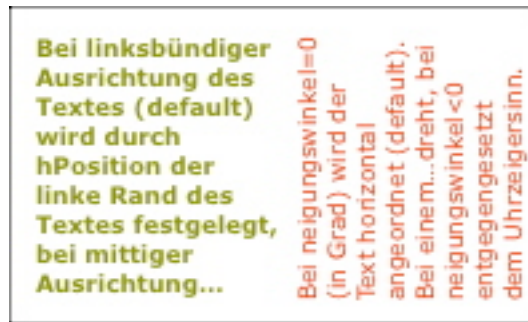 Bei linksbündiger
Ausrichtung des
Textes (default)
wird durch
hPosition der
linke Rand des
Textes festgelegt,
bei mittiger
Ausrichtung...
Bei neigungswinkel=0
(in Grad) wird der
Text horizontal
angeordnet (default).
Bei einem...dreht, bei
neigungswinkel<0
entgegengesetzt
dem Uhrzeigersinn.